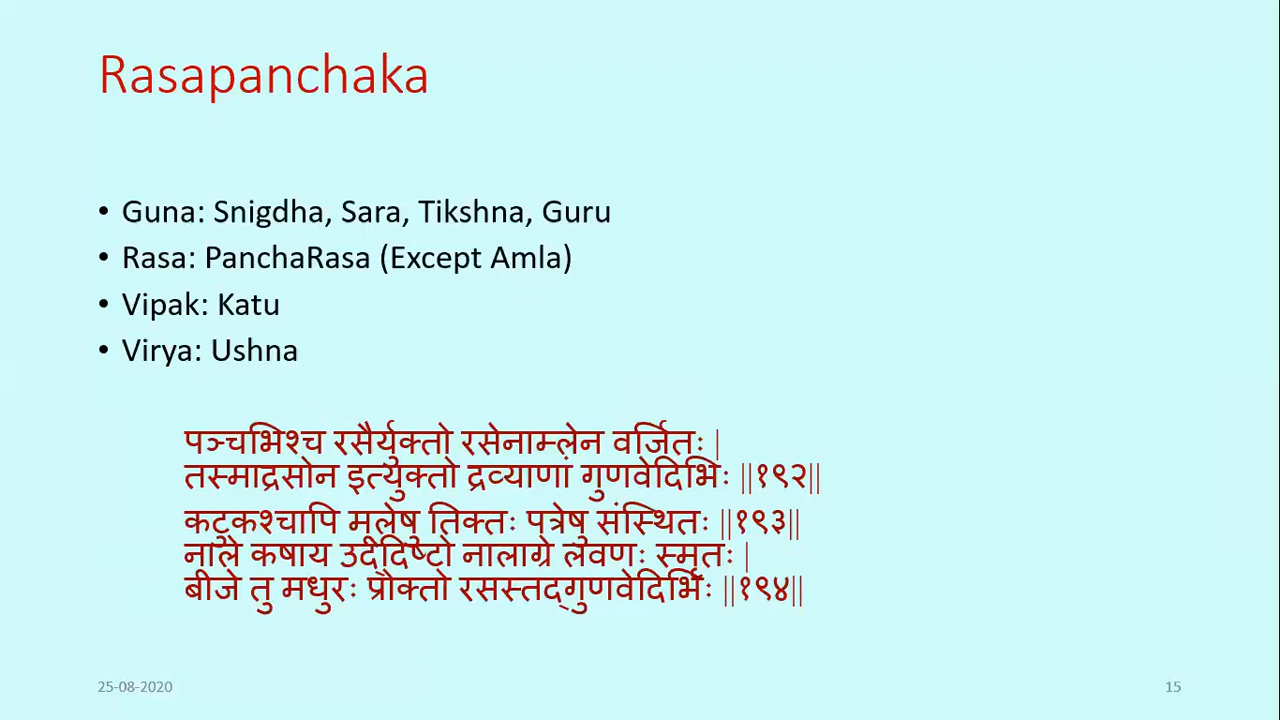 Rasapanchaka
• Guna: Snigdha, Sara, Tikshna, Guru
• Rasa: PanchaRasa (Except Amla)
• Vipak: Katu
• Virya: Ushna
पञ्चभिश्च रसैर्युक्तो रसेनाम्लेन वर्जितः |
तस्माद्रसोन इत्युक्तो द्रव्याणां गुणवेदिभिः ||१९२||
कटुकश्चापि मूलेषु तिक्तः पत्रेषु संस्थितः ||१९३||
नाले कषाय उद्दिष्टो नालाग्रे लवणः स्मृतः |
बीजे तु मधुरः प्रोक्तो रसस्तद्गुणवेदिभिः ||१९४||
25-08-2020
15